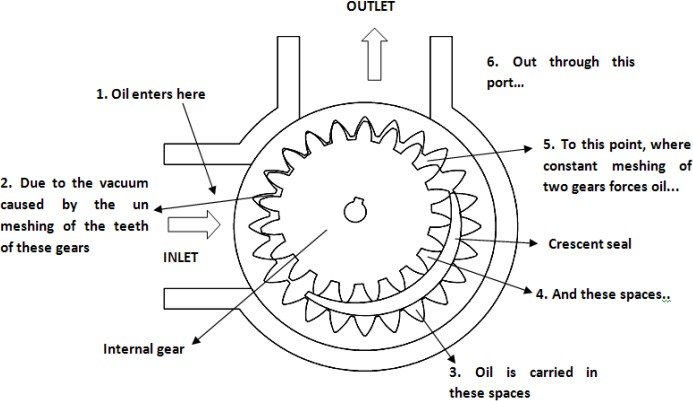 OUTLET
6. Out through this
port...
1. Oil enters here
5. To this point, where
constant meshing of
two gears forces oil...
2. Due to the vacuum
caused by the un
meshing of the teeth
of these gears
INLET
Crescent seal
4. And these spaces..
Internal gear
3. Oil is carried in
these spaces